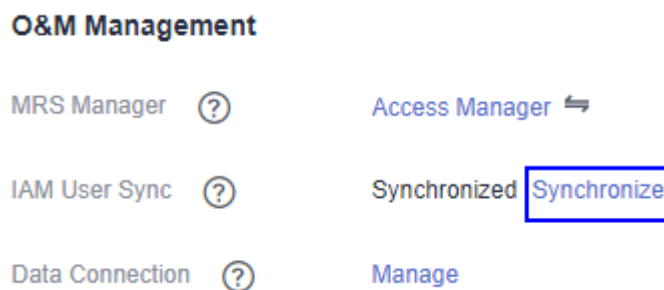 O&M Management
MRS Manager ? Access Manager ⇋
IAM User Sync ? Synchronized Synchronize
Data Connection ? Manage